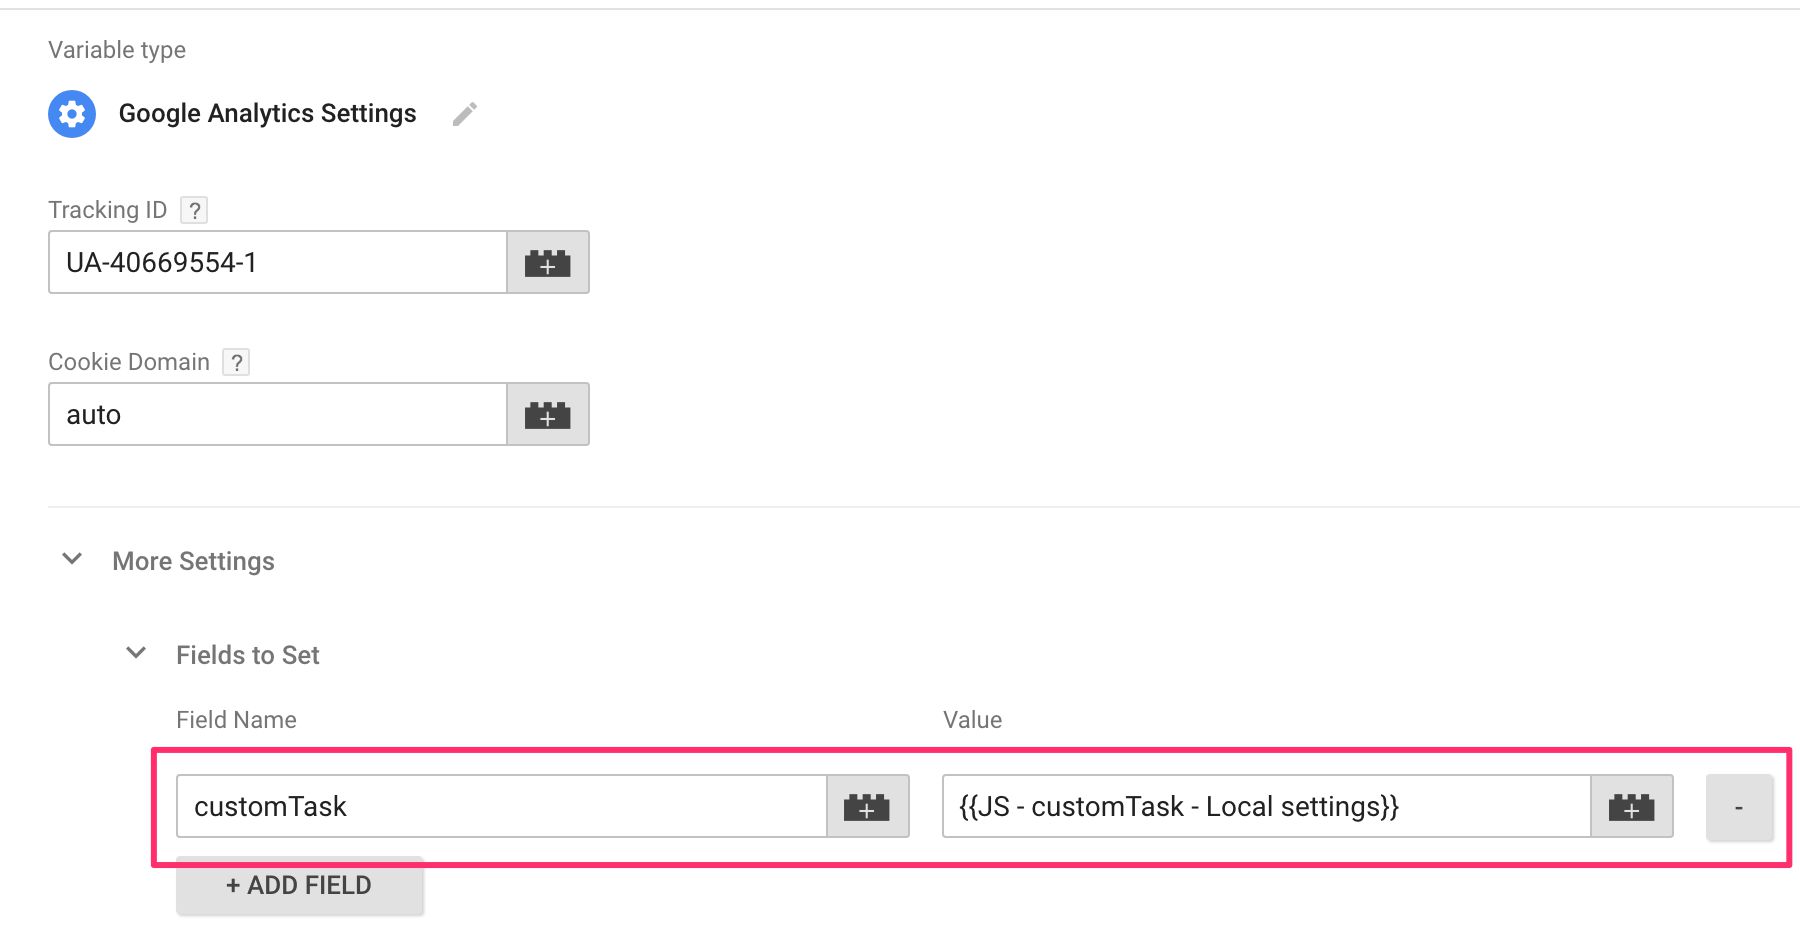 Variable type
Google Analytics Settings
Tracking ID ?
UA-40669554-1
Cookie Domain ?
auto
More Settings
Fields to Set
Field Name Value
customTask {{JS - customTask - Local settings}} -
+ ADD FIELD